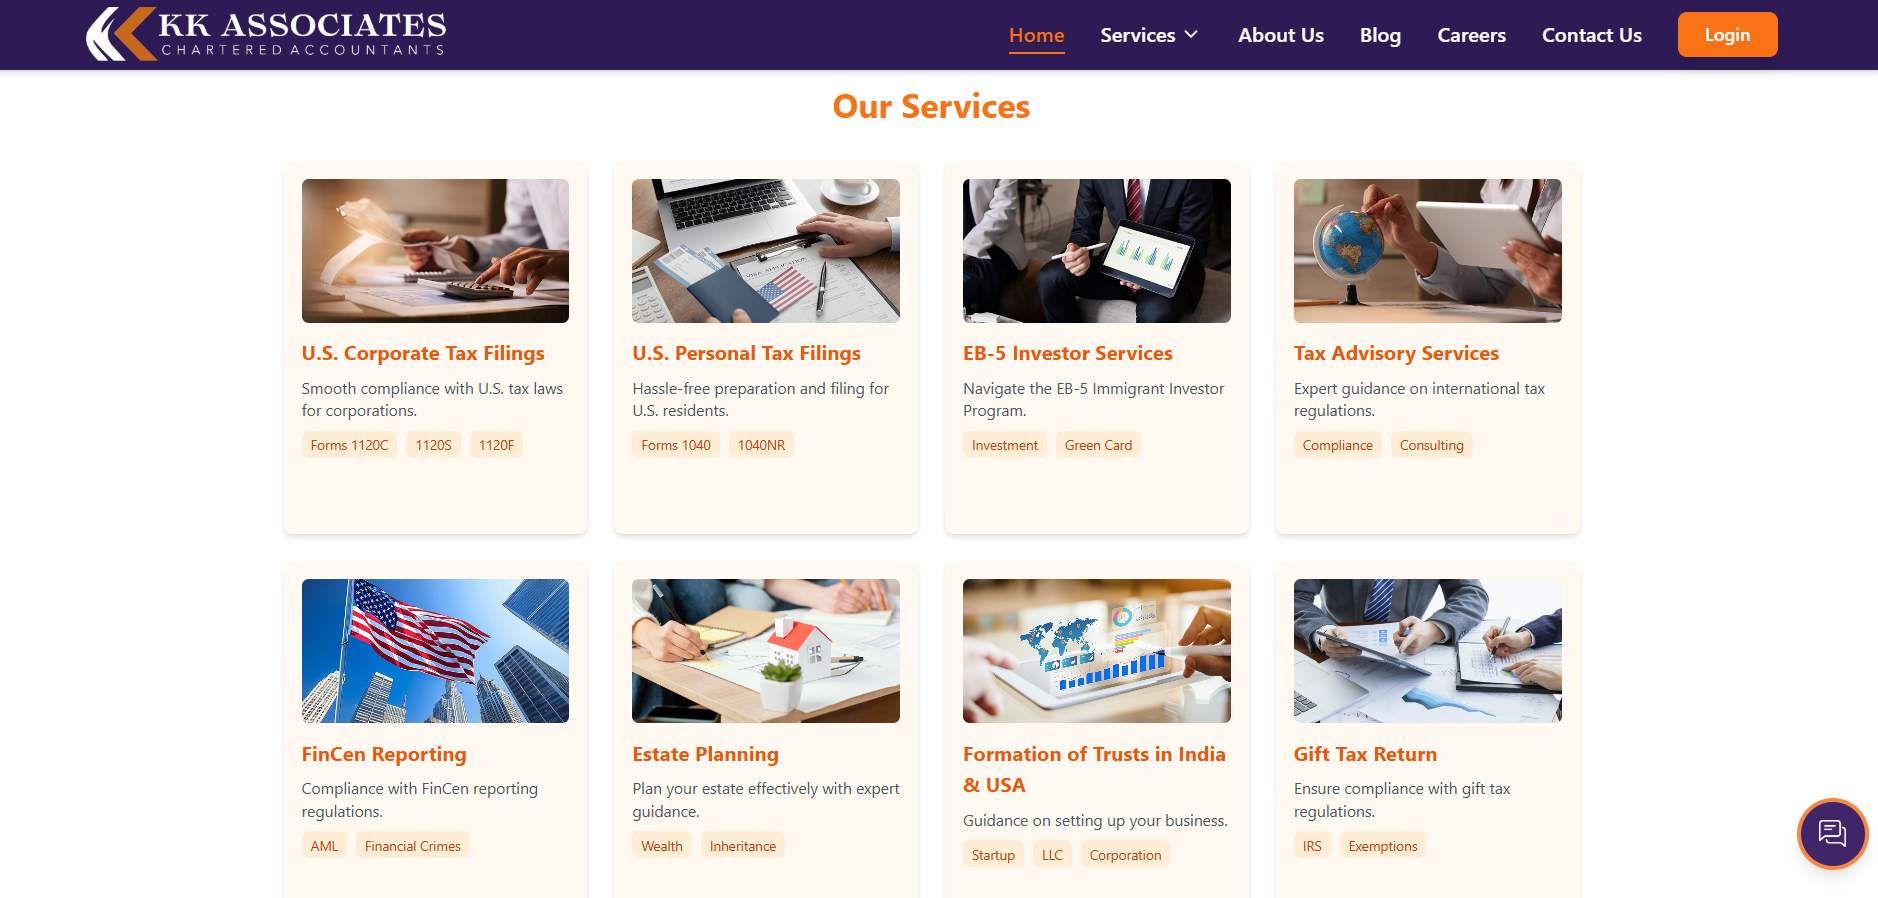 KK ASSOCIATES
CHARTERED ACCOUNTANTS
Home
Services
About Us
Blog
Careers
Contact Us
Login
Our Services
U.S. Corporate Tax Filings
Smooth compliance with U.S. tax laws
for corporations.
Forms 1120C
1120S
1120F
VISA APPLICATION
U.S. Personal Tax Filings
Hassle-free preparation and filing for
U.S. residents.
Forms 1040
1040NR
EB-5 Investor Services
Navigate the EB-5 Immigrant Investor
Program.
Investment
Green Card
Tax Advisory Services
Expert guidance on international tax
regulations.
Compliance
Consulting
FinCen Reporting
Compliance with FinCen reporting
regulations.
AML
Financial Crimes
Estate Planning
Plan your estate effectively with expert
guidance.
Wealth
Inheritance
Formation of Trusts in India
& USA
Guidance on setting up your business.
Startup
LLC
Corporation
Gift Tax Return
Ensure compliance with gift tax
regulations.
IRS
Exemptions